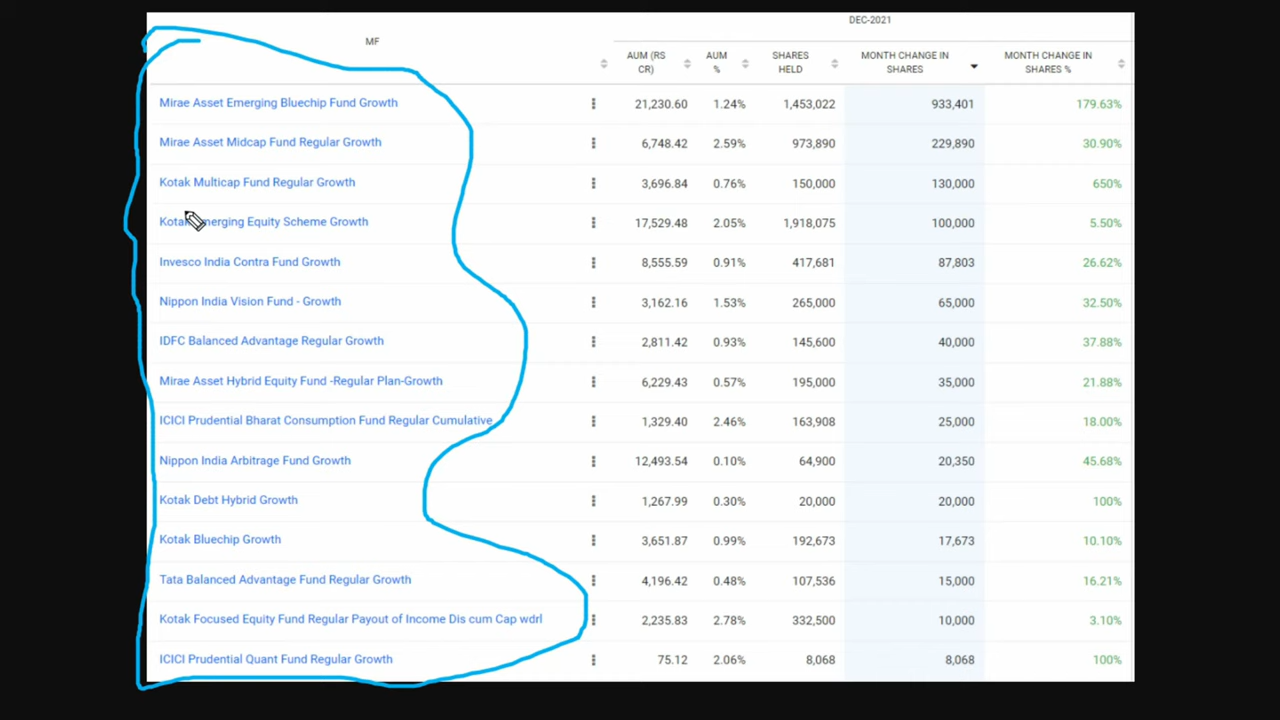 DEC-2021
MF
AUM (RS CR) AUM % SHARES HELD MONTH CHANGE IN SHARES MONTH CHANGE IN SHARES %
Mirae Asset Emerging Bluechip Fund Growth 21,230.60 1.24% 1,453,022 933,401 179.63%
Mirae Asset Midcap Fund Regular Growth 6,748.42 2.59% 973,890 229,890 30.90%
Kotak Multicap Fund Regular Growth 3,696.84 0.76% 150,000 130,000 650%
Kotak Emerging Equity Scheme Growth 17,529.48 2.05% 1,918,075 100,000 5.50%
Invesco India Contra Fund Growth 8,555.59 0.91% 417,681 87,803 26.62%
Nippon India Vision Fund - Growth 3,162.16 1.53% 265,000 65,000 32.50%
IDFC Balanced Advantage Regular Growth 2,811.42 0.93% 145,600 40,000 37.88%
Mirae Asset Hybrid Equity Fund -Regular Plan-Growth 6,229.43 0.57% 195,000 35,000 21.88%
ICICI Prudential Bharat Consumption Fund Regular Cumulative 1,329.40 2.46% 163,908 25,000 18.00%
Nippon India Arbitrage Fund Growth 12,493.54 0.10% 64,900 20,350 45.68%
Kotak Debt Hybrid Growth 1,267.99 0.30% 20,000 20,000 100%
Kotak Bluechip Growth 3,651.87 0.99% 192,673 17,673 10.10%
Tata Balanced Advantage Fund Regular Growth 4,196.42 0.48% 107,536 15,000 16.21%
Kotak Focused Equity Fund Regular Payout of Income Dis cum Cap wdrl 2,235.83 2.78% 332,500 10,000 3.10%
ICICI Prudential Quant Fund Regular Growth 75.12 2.06% 8,068 8,068 100%